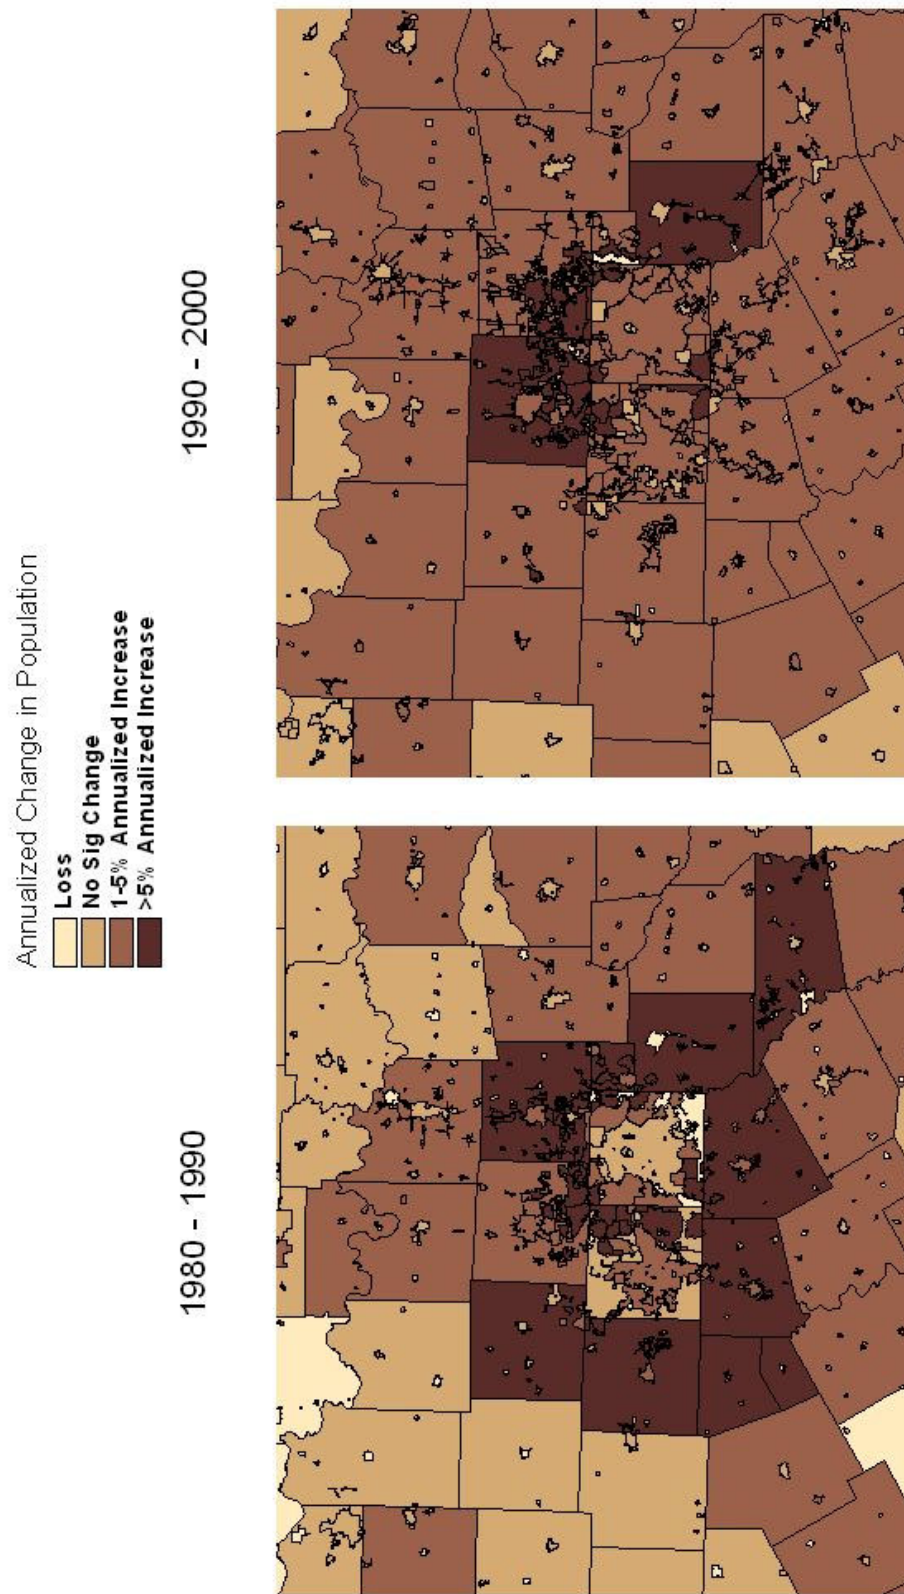 Annualized Change in Population
Loss
No Sig Change
1-5% Annualized Increase
>5% Annualized Increase
1980 - 1990
1990 - 2000